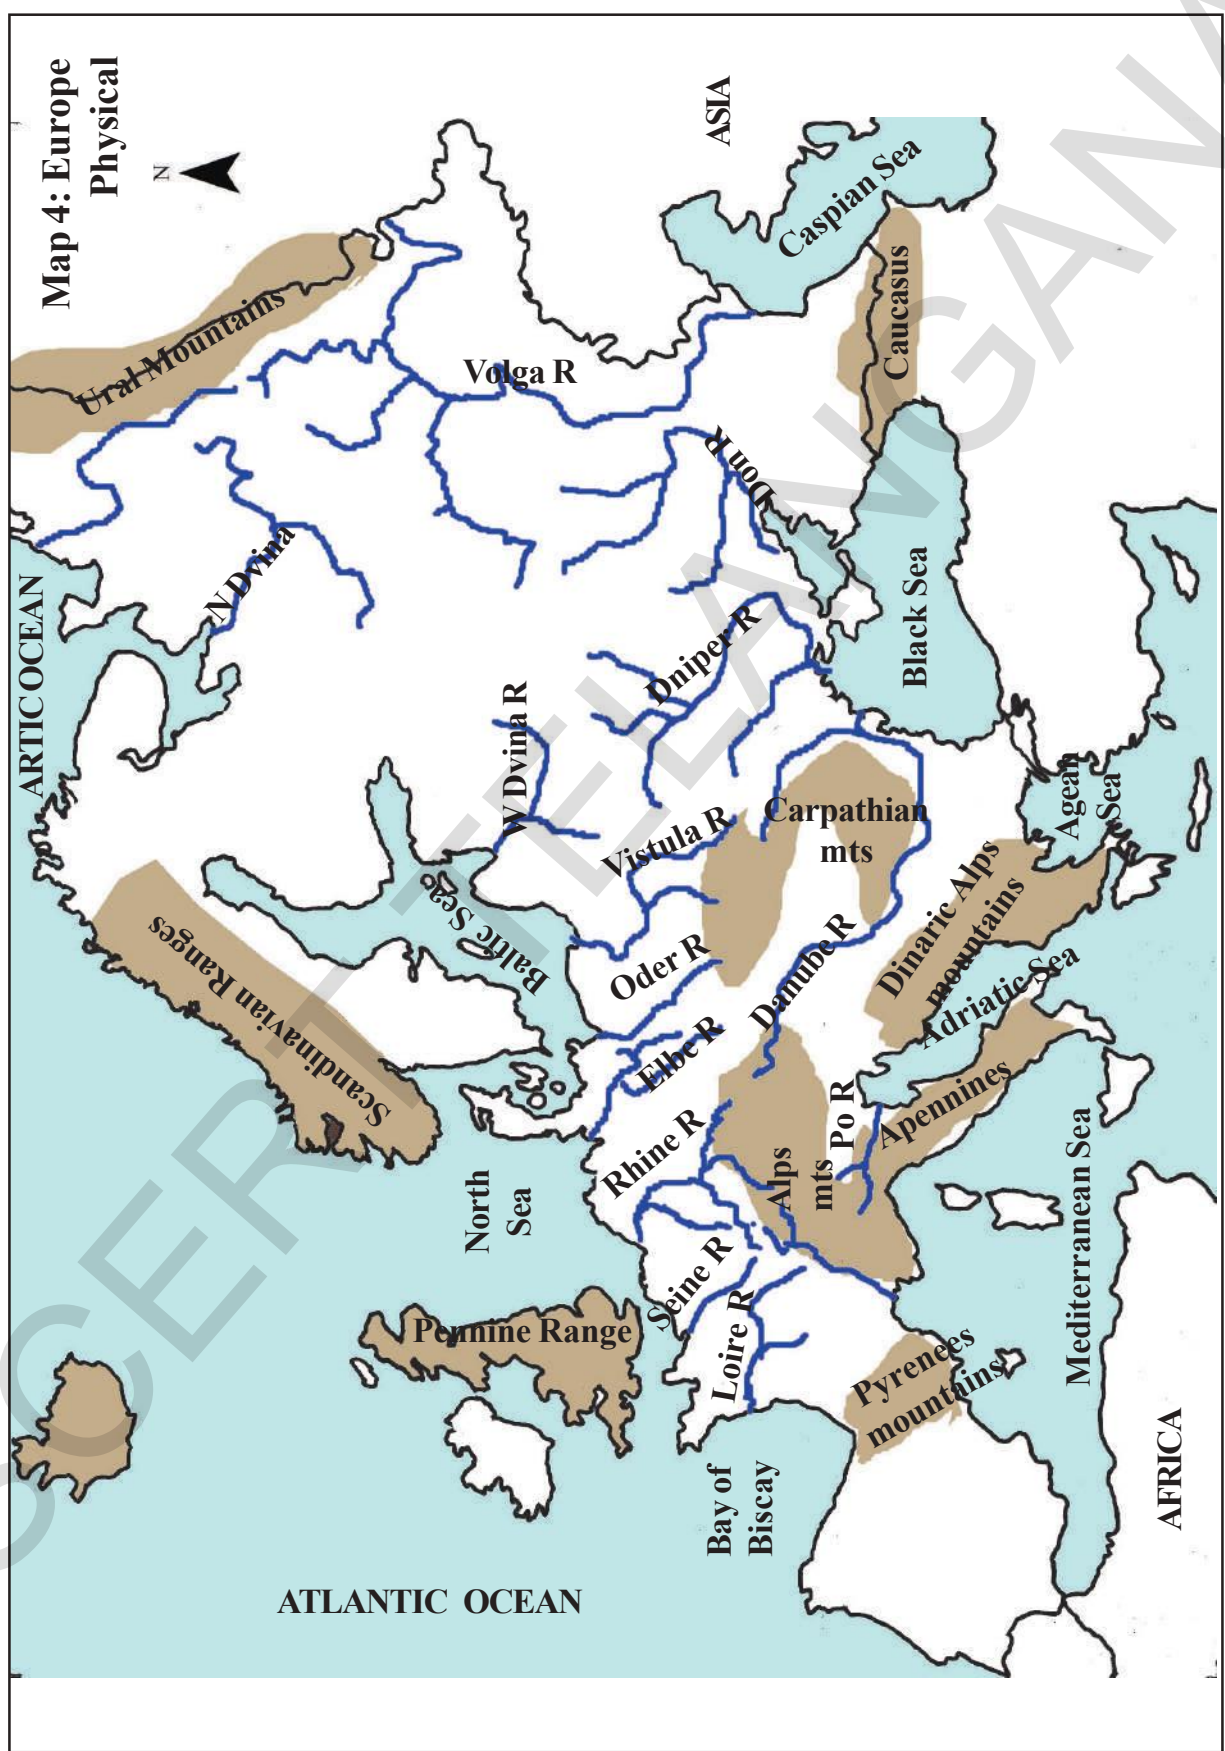 Map 4: Europe
Physical
N
ARTIC OCEAN
ASIA
Ural Mountains
Volga R
Caspian Sea
Caucasus
N Dvina
Don R
Black Sea
Dniper R
W Dvina R
Vistula R
Carpathian
mts
Agean
Sea
Scandinavian Ranges
Baltic Sea
Oder R
Danube R
Dinaric Alps
mountains
Adriatic Sea
Elbe R
Rhine R
Alps
mts
Po R
Apennines
North
Sea
Seine R
Loire R
Pennine Range
Pyrenees
mountains
Mediterranean Sea
Bay of
Biscay
AFRICA
ATLANTIC OCEAN
SCERT TELANGANA